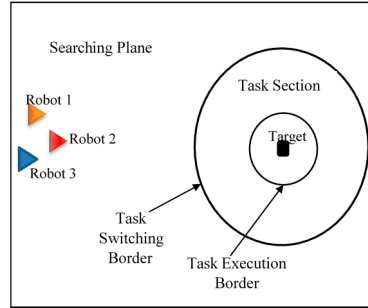 Searching Plane
Task Section
Robot 1
Robot 2
Target
Robot 3
Task
Switching
Border
Task Execution
Border